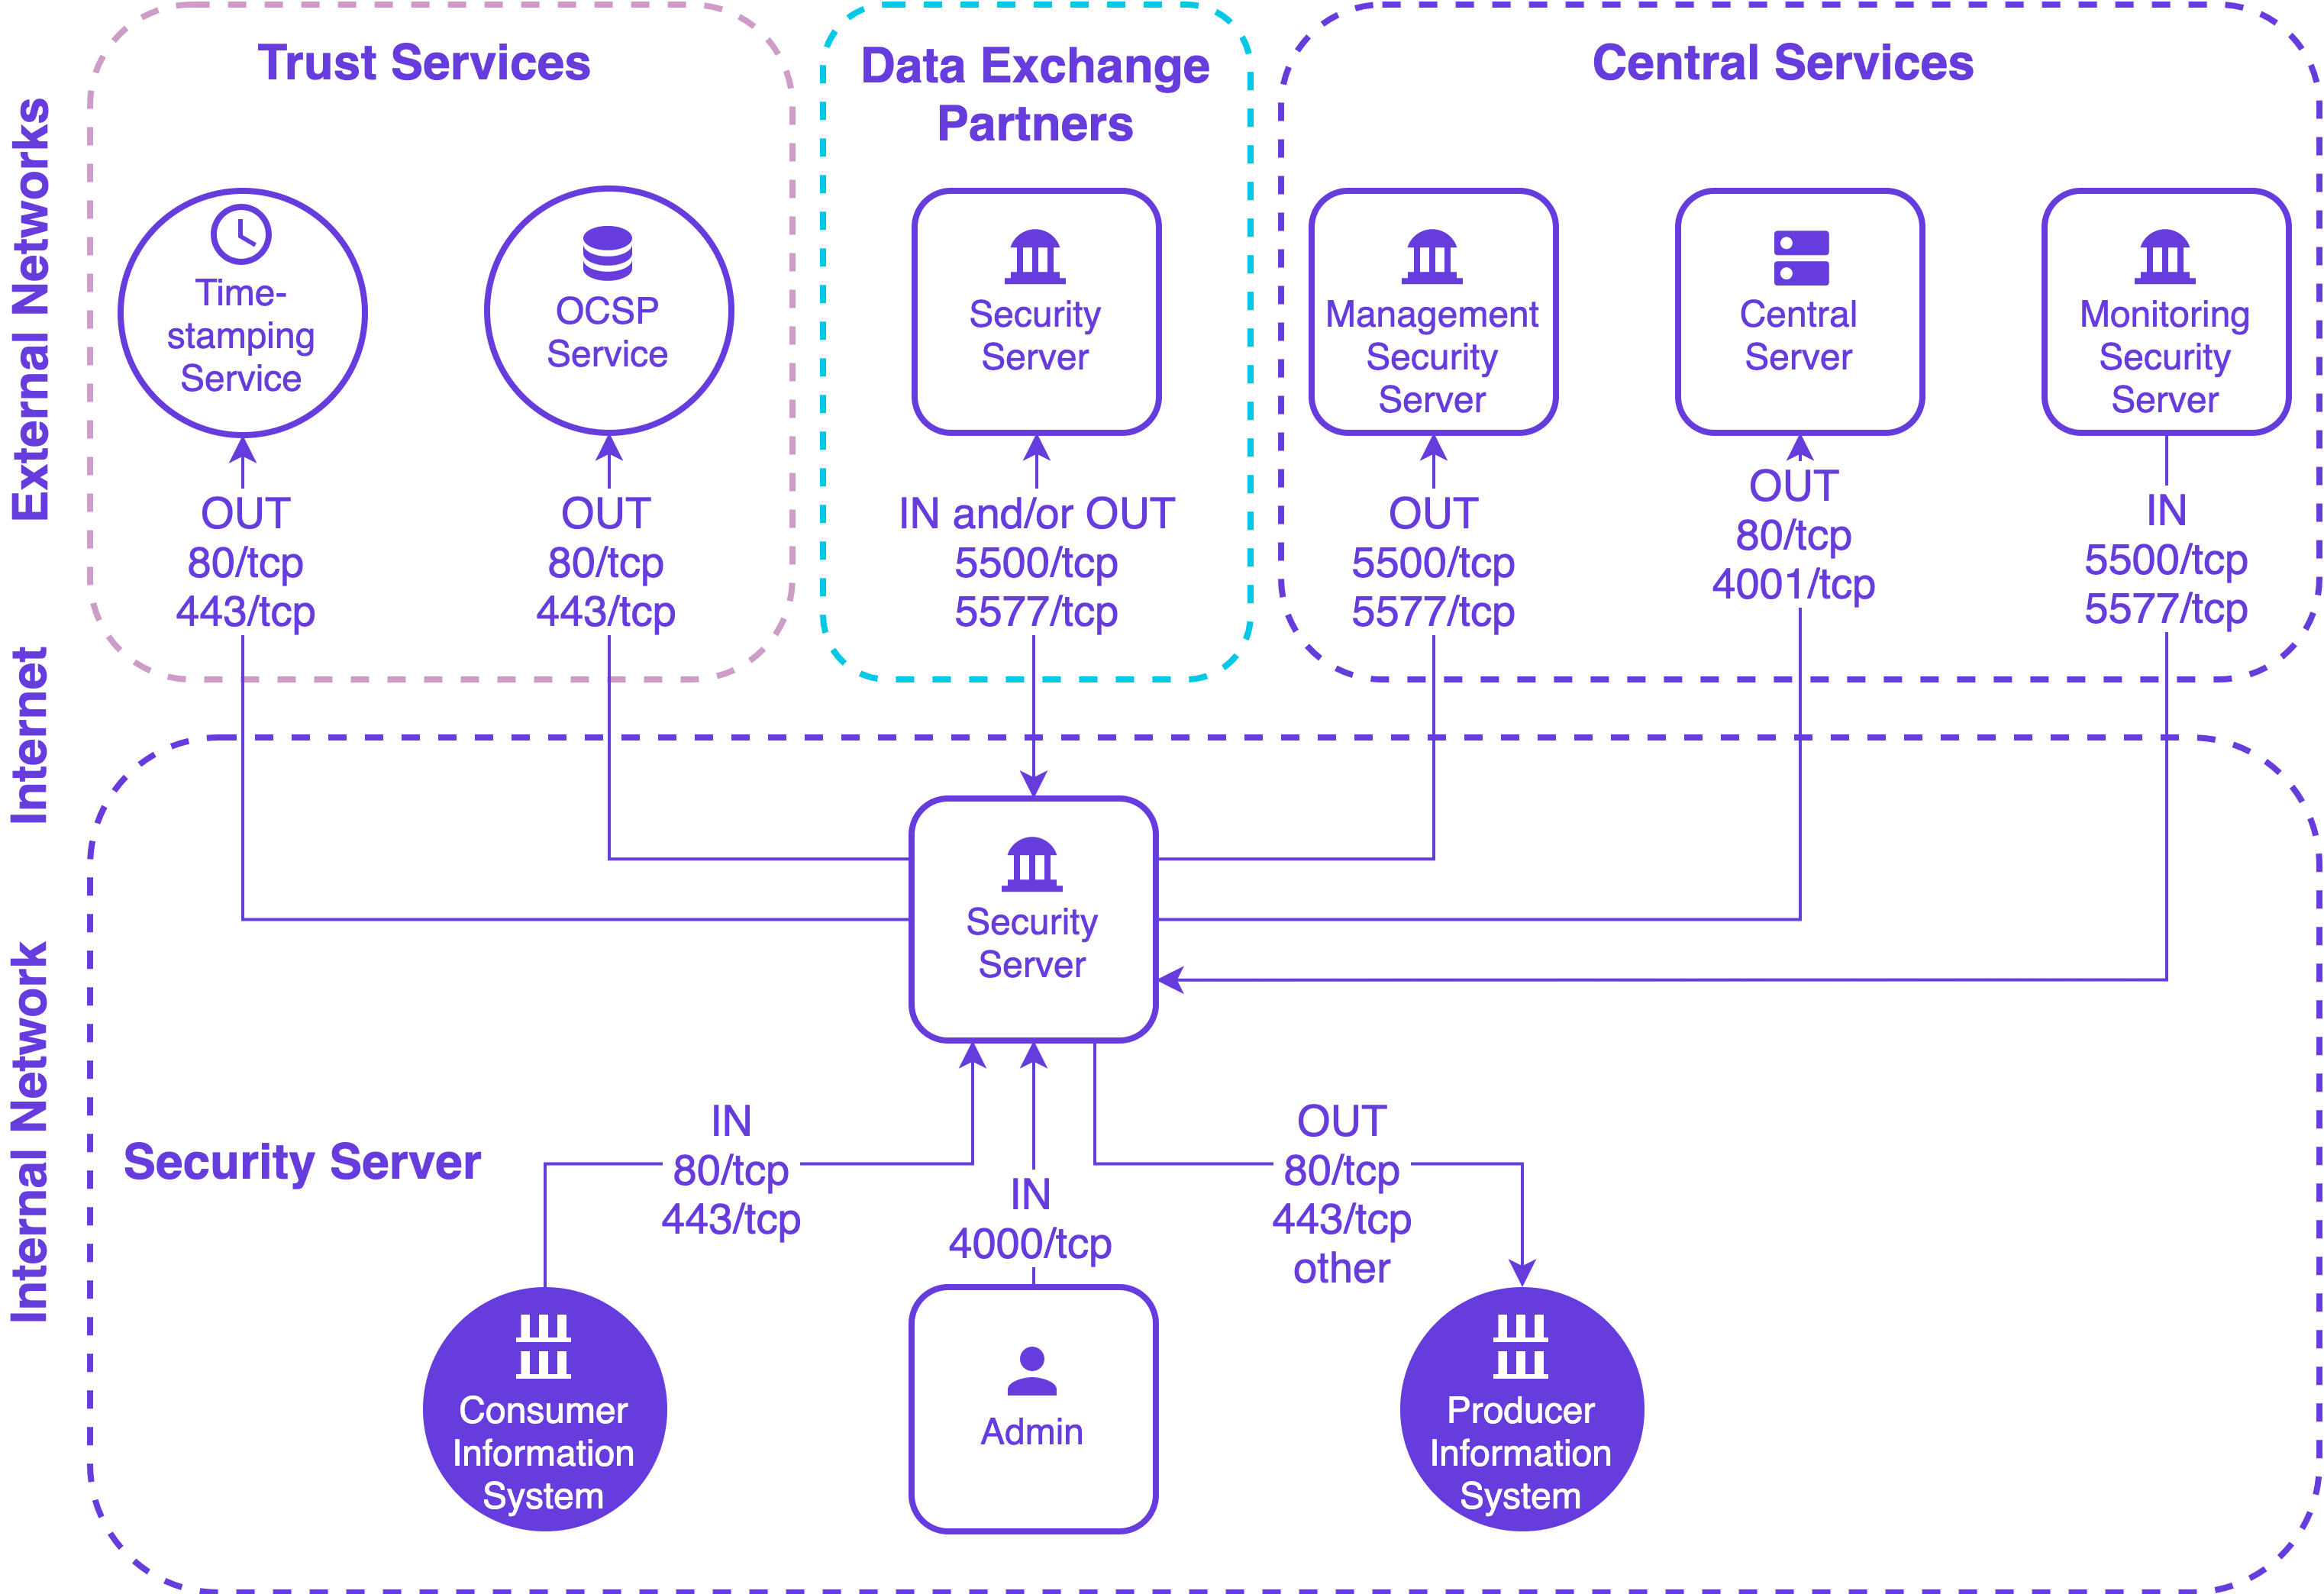 Trust Services
Data Exchange
Partners
Central Services
External Networks
Internet
Internal Network
Time-
stamping
Service
OCSP
Service
Security
Server
Management
Security
Server
Central
Server
Monitoring
Security
Server
OUT
80/tcp
443/tcp
OUT
80/tcp
443/tcp
IN and/or OUT
5500/tcp
5577/tcp
OUT
5500/tcp
5577/tcp
OUT
80/tcp
4001/tcp
IN
5500/tcp
5577/tcp
Security
Server
Security Server
IN
80/tcp
443/tcp
IN
4000/tcp
OUT
80/tcp
443/tcp
other
Consumer
Information
System
Admin
Producer
Information
System